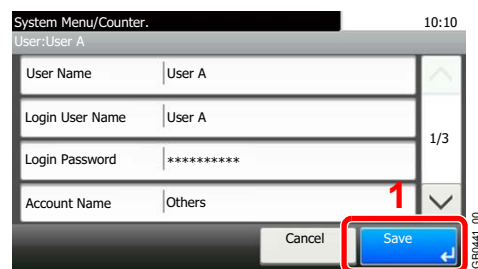 System Menu/Counter. 10:10
User:User A
User Name User A
Login User Name User A
1/3
Login Password **********
Account Name Others
1
Cancel Save
GB0441_00